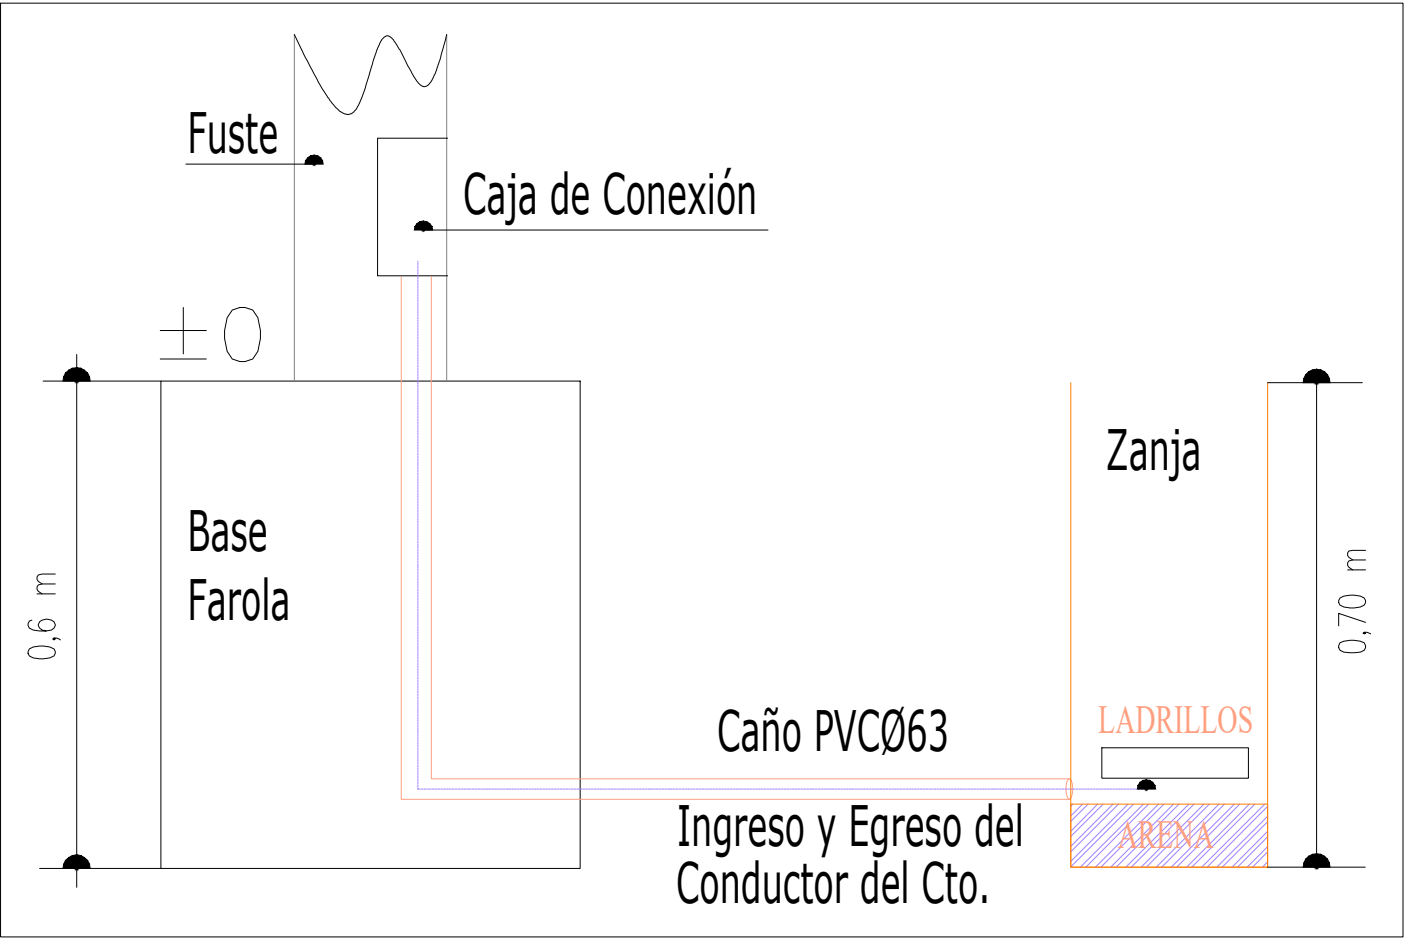 Fuste
Caja de Conexión
±0
Zanja
Base
Farola
0,6 m
0,70 m
LADRILLOS
Caño PVCØ63
ARENA
Ingreso y Egreso del
Conductor del Cto.